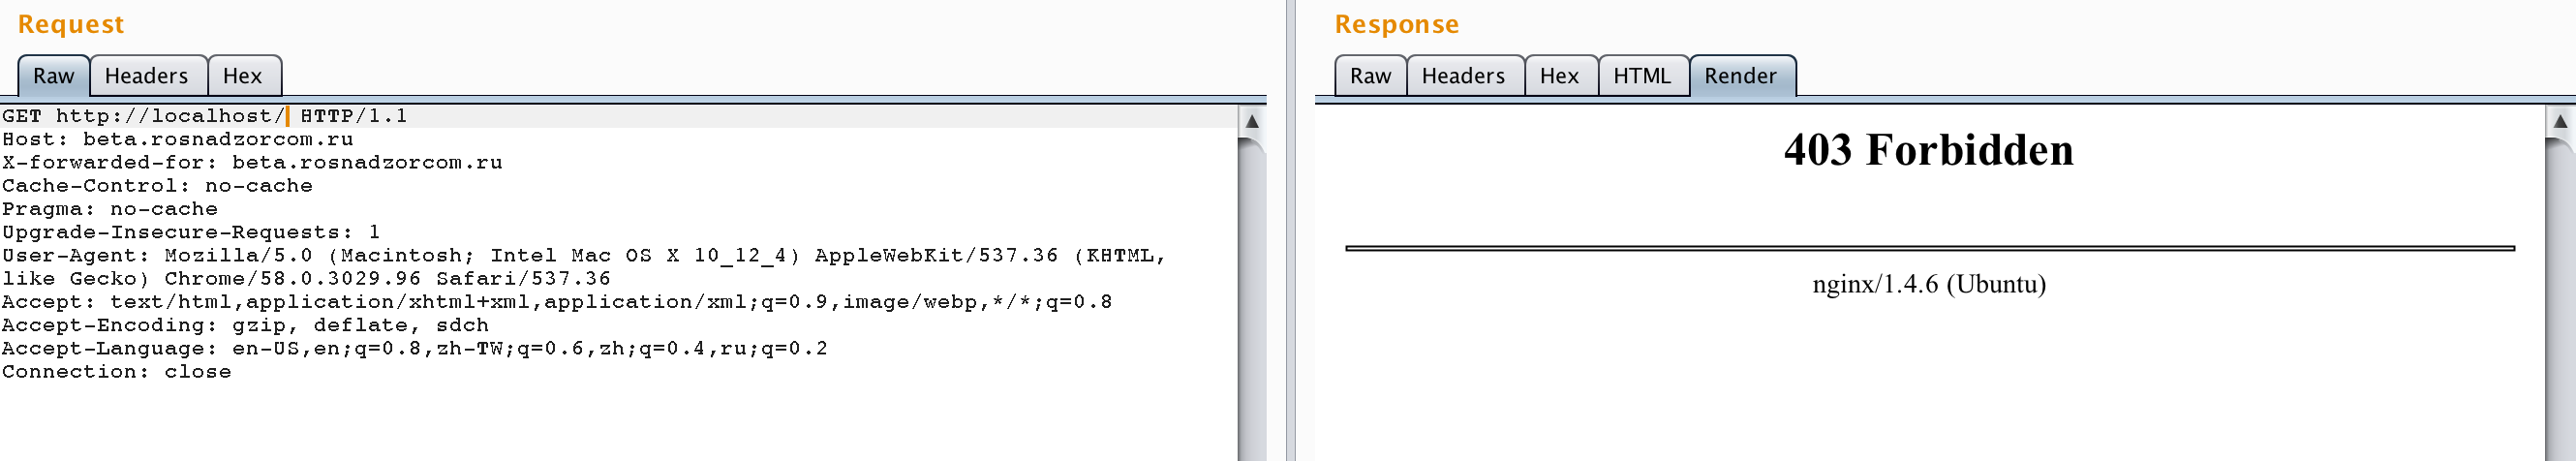 Request
Raw Headers Hex
GET http://localhost/ HTTP/1.1
Host: beta.rosnadzorcom.ru
X-forwarded-for: beta.rosnadzorcom.ru
Cache-Control: no-cache
Pragma: no-cache
Upgrade-Insecure-Requests: 1
User-Agent: Mozilla/5.0 (Macintosh; Intel Mac OS X 10_12_4) AppleWebKit/537.36 (KHTML,
like Gecko) Chrome/58.0.3029.96 Safari/537.36
Accept: text/html,application/xhtml+xml,application/xml;q=0.9,image/webp,*/*;q=0.8
Accept-Encoding: gzip, deflate, sdch
Accept-Language: en-US,en;q=0.8,zh-TW;q=0.6,zh;q=0.4,ru;q=0.2
Connection: close
Response
Raw Headers Hex HTML Render
403 Forbidden
nginx/1.4.6 (Ubuntu)